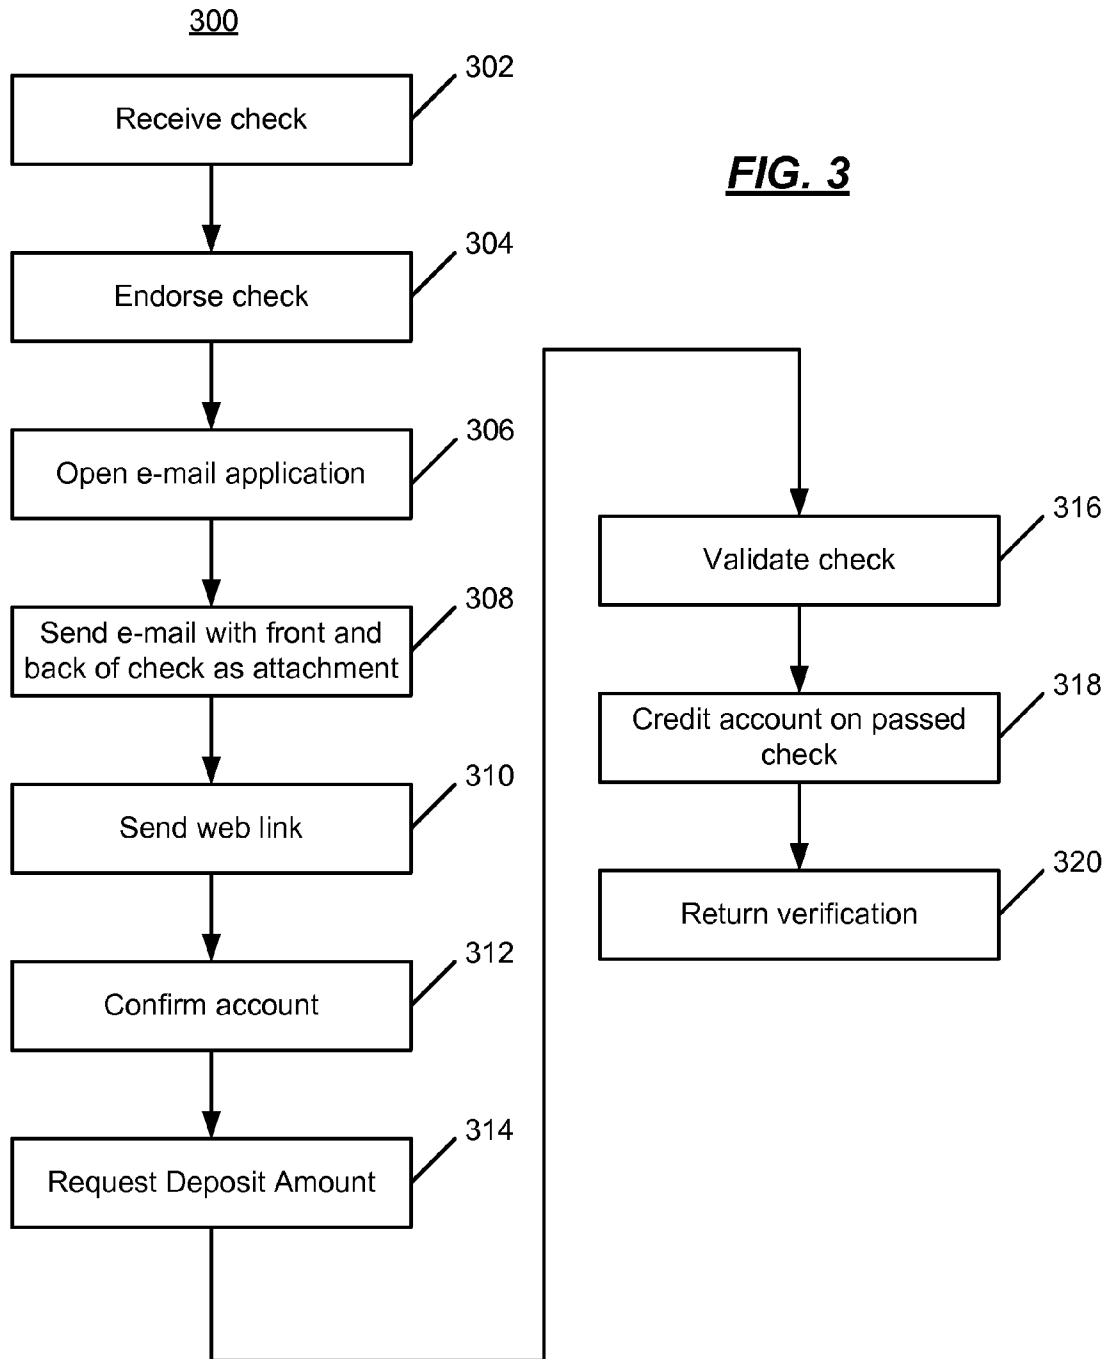 300
302
Receive check
FIG. 3
304
Endorse check
306
Open e-mail application
308
Send e-mail with front and
back of check as attachment
310
Send web link
312
Confirm account
314
Request Deposit Amount
316
Validate check
318
Credit account on passed
check
320
Return verification